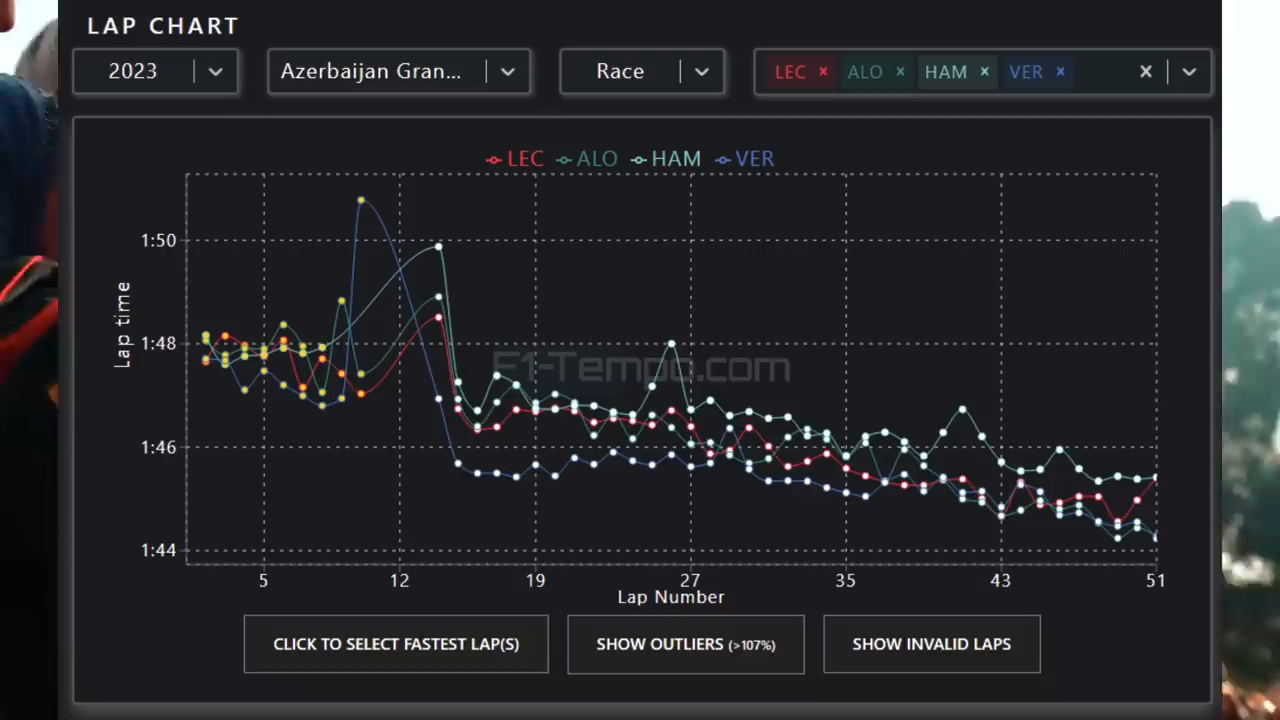 LAP CHART
2023 Azerbaijan Gran... Race LEC × ALO × HAM × VER ×
LEC ALO HAM VER
1:50
1:48
1:46
1:44
Lap time
F1-Tempo.com
5 12 19 27 35 43 51
Lap Number
CLICK TO SELECT FASTEST LAP(S) SHOW OUTLIERS (>107%) SHOW INVALID LAPS